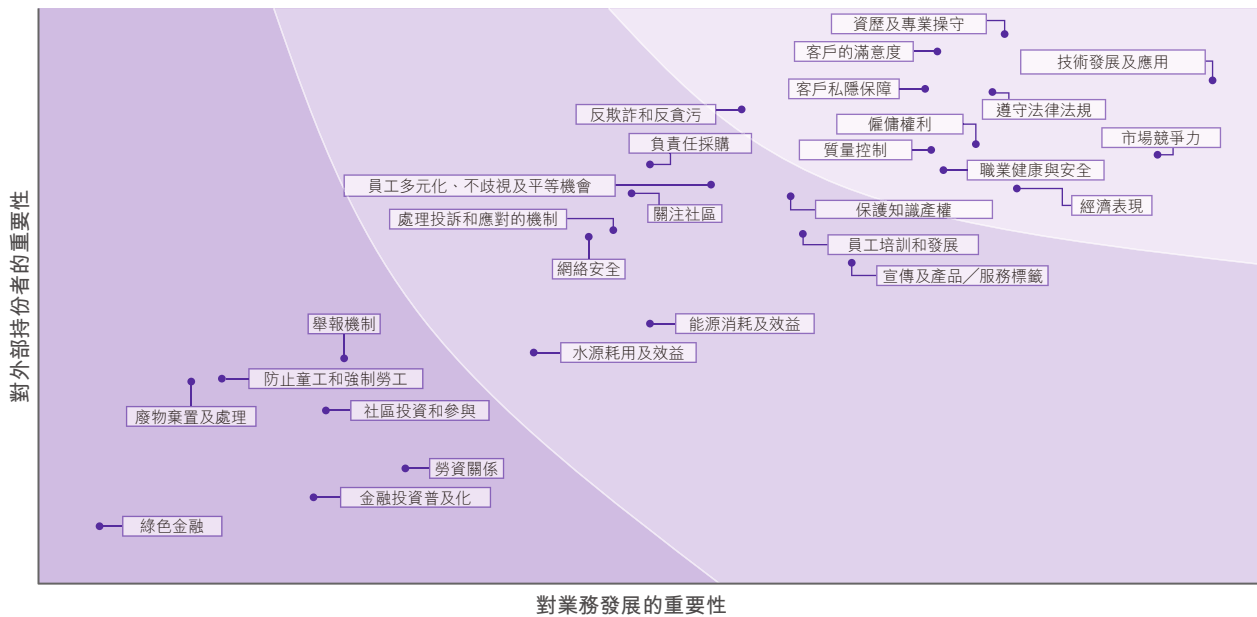 資歷及專業操守
客戶的滿意度
技術發展及應用
客戶私隱保障
遵守法律法規
反欺詐和反貪污
僱傭權利
市場競爭力
負責任採購
質量控制
職業健康與安全
員工多元化、不歧視及平等機會
關注社區
保護知識產權
經濟表現
處理投訴和應對的機制
員工培訓和發展
網絡安全
宣傳及產品／服務標籤
對外部持份者的重要性
舉報機制
能源消耗及效益
水源耗用及效益
防止童工和強制勞工
廢物棄置及處理
社區投資和參與
勞資關係
金融投資普及化
綠色金融
對業務發展的重要性